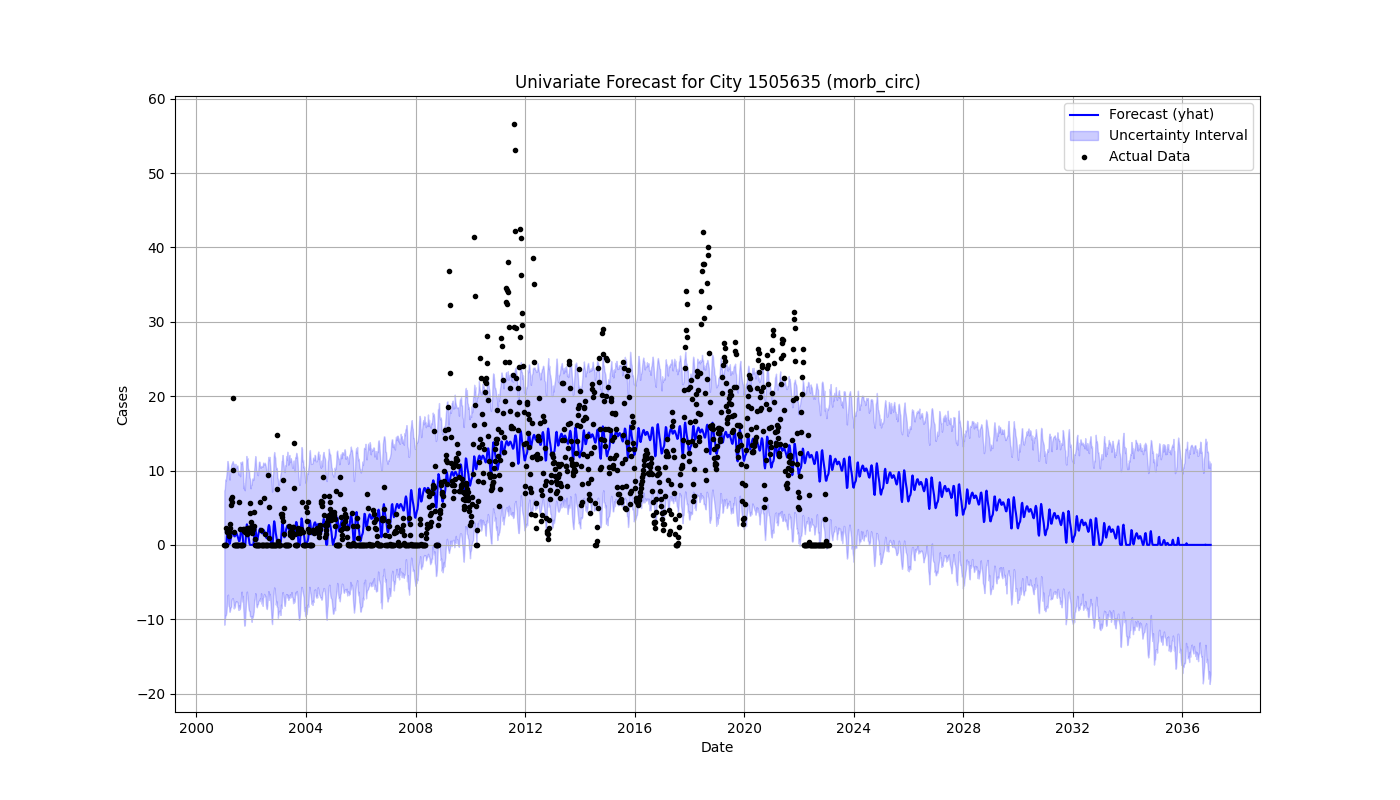 Univariate Forecast for City 1505635 (morb_circ)
Forecast (yhat)
Uncertainty Interval
Actual Data
Cases
60
50
40
30
20
10
0
−10
−20
2000 2004 2008 2012 2016 2020 2024 2028 2032 2036
Date